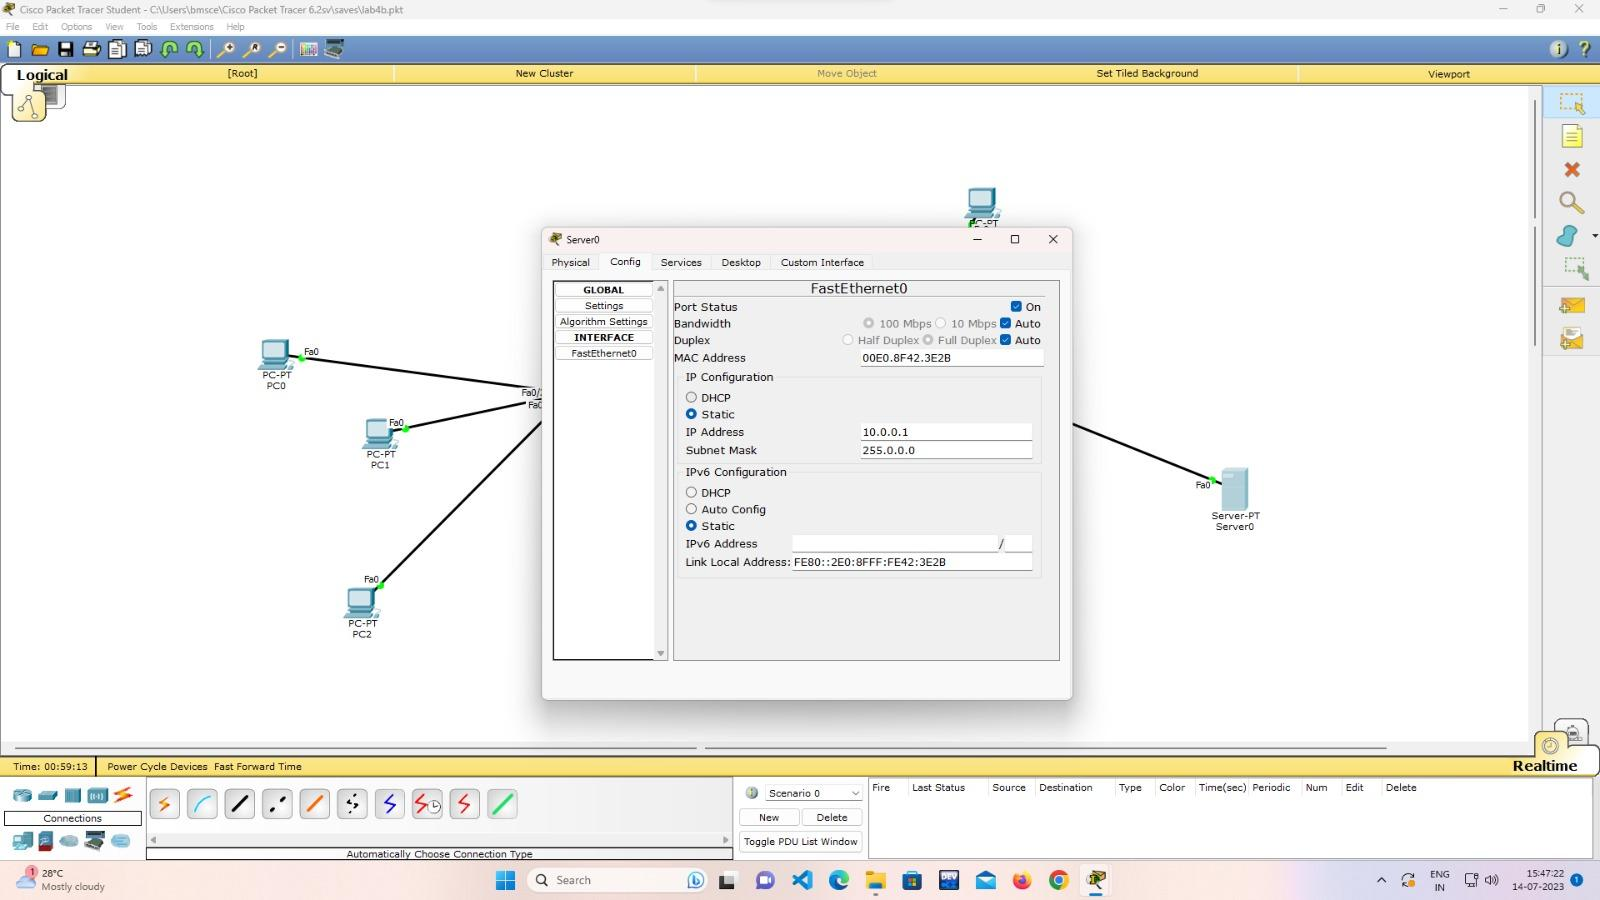 Cisco Packet Tracer Student - C:\Users\bmsce\Cisco Packet Tracer 6.2sv\saves\lab4b.pkt
File Edit Options View Tools Extensions Help
Logical [Root] New Cluster Move Object Set Tiled Background Viewport
PC-PT
Server0
Physical Config Services Desktop Custom Interface
GLOBAL
Settings
Algorithm Settings
INTERFACE
FastEthernet0
FastEthernet0
Port Status On
Bandwidth 100 Mbps 10 Mbps Auto
Duplex Half Duplex Full Duplex Auto
MAC Address 00E0.8F42.3E2B
IP Configuration
DHCP
Static
IP Address 10.0.0.1
Subnet Mask 255.0.0.0
IPv6 Configuration
DHCP
Auto Config
Static
IPv6 Address /
Link Local Address: FE80::2E0:8FFF:FE42:3E2B
Fa0
PC-PT
PC0
Fa0/
Fa0
Fa0
PC-PT
PC1
Fa0
PC-PT
PC2
Fa0
Server-PT
Server0
Time: 00:59:13 Power Cycle Devices Fast Forward Time
Realtime
Connections
Automatically Choose Connection Type
Scenario 0
New Delete
Toggle PDU List Window
Fire Last Status Source Destination Type Color Time(sec) Periodic Num Edit Delete
1
28°C
Mostly cloudy
Search
DEV
ENG
IN
15:47:22
14-07-2023
1